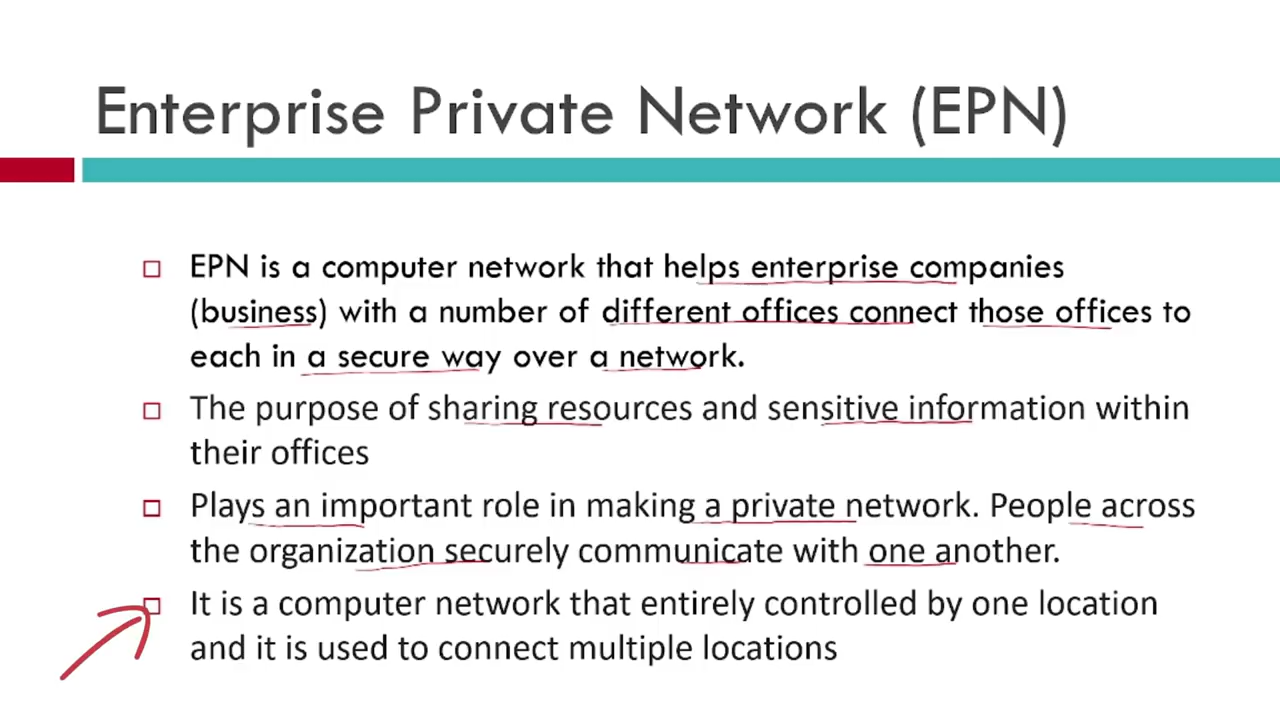 Enterprise Private Network (EPN)
EPN is a computer network that helps enterprise companies
(business) with a number of different offices connect those offices to
each in a secure way over a network.
The purpose of sharing resources and sensitive information within
their offices
Plays an important role in making a private network. People across
the organization securely communicate with one another.
It is a computer network that entirely controlled by one location
and it is used to connect multiple locations